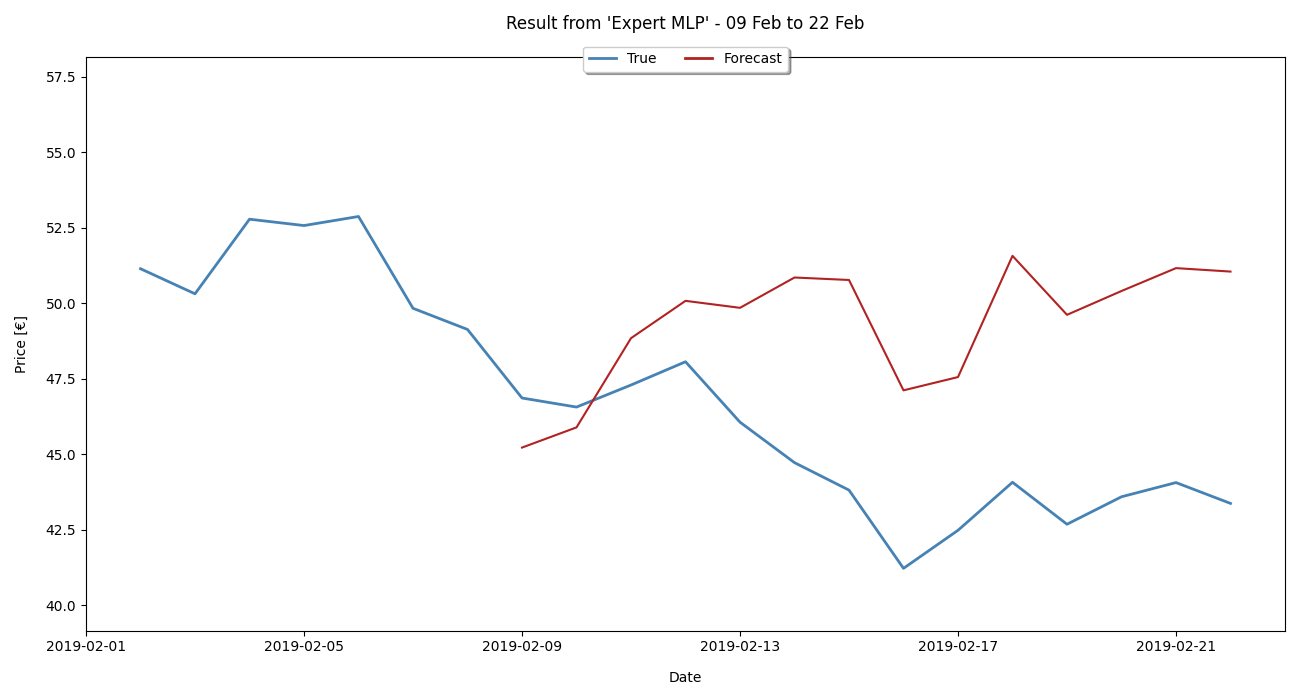 Result from 'Expert MLP' - 09 Feb to 22 Feb
True Forecast
57.5
55.0
52.5
50.0
47.5
45.0
42.5
40.0
Price [€]
2019-02-01 2019-02-05 2019-02-09 2019-02-13 2019-02-17 2019-02-21
Date